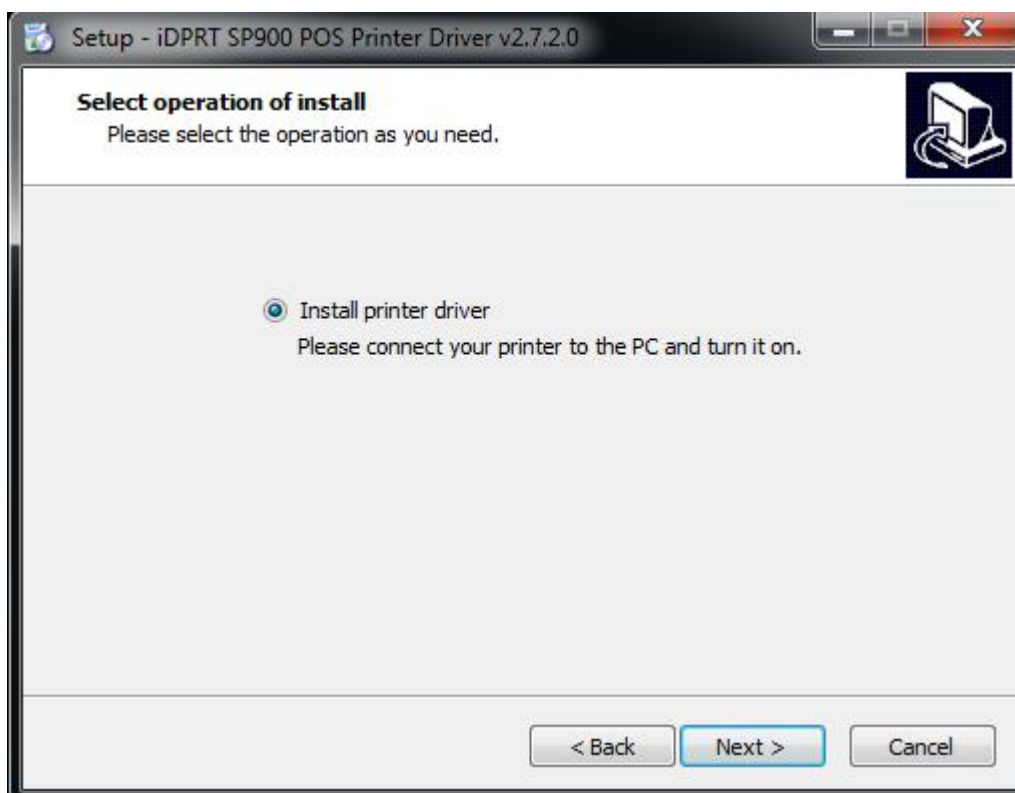 Setup - iDPRT SP900 POS Printer Driver v2.7.2.0
Select operation of install
Please select the operation as you need.
Install printer driver
Please connect your printer to the PC and turn it on.
< Back Next > Cancel